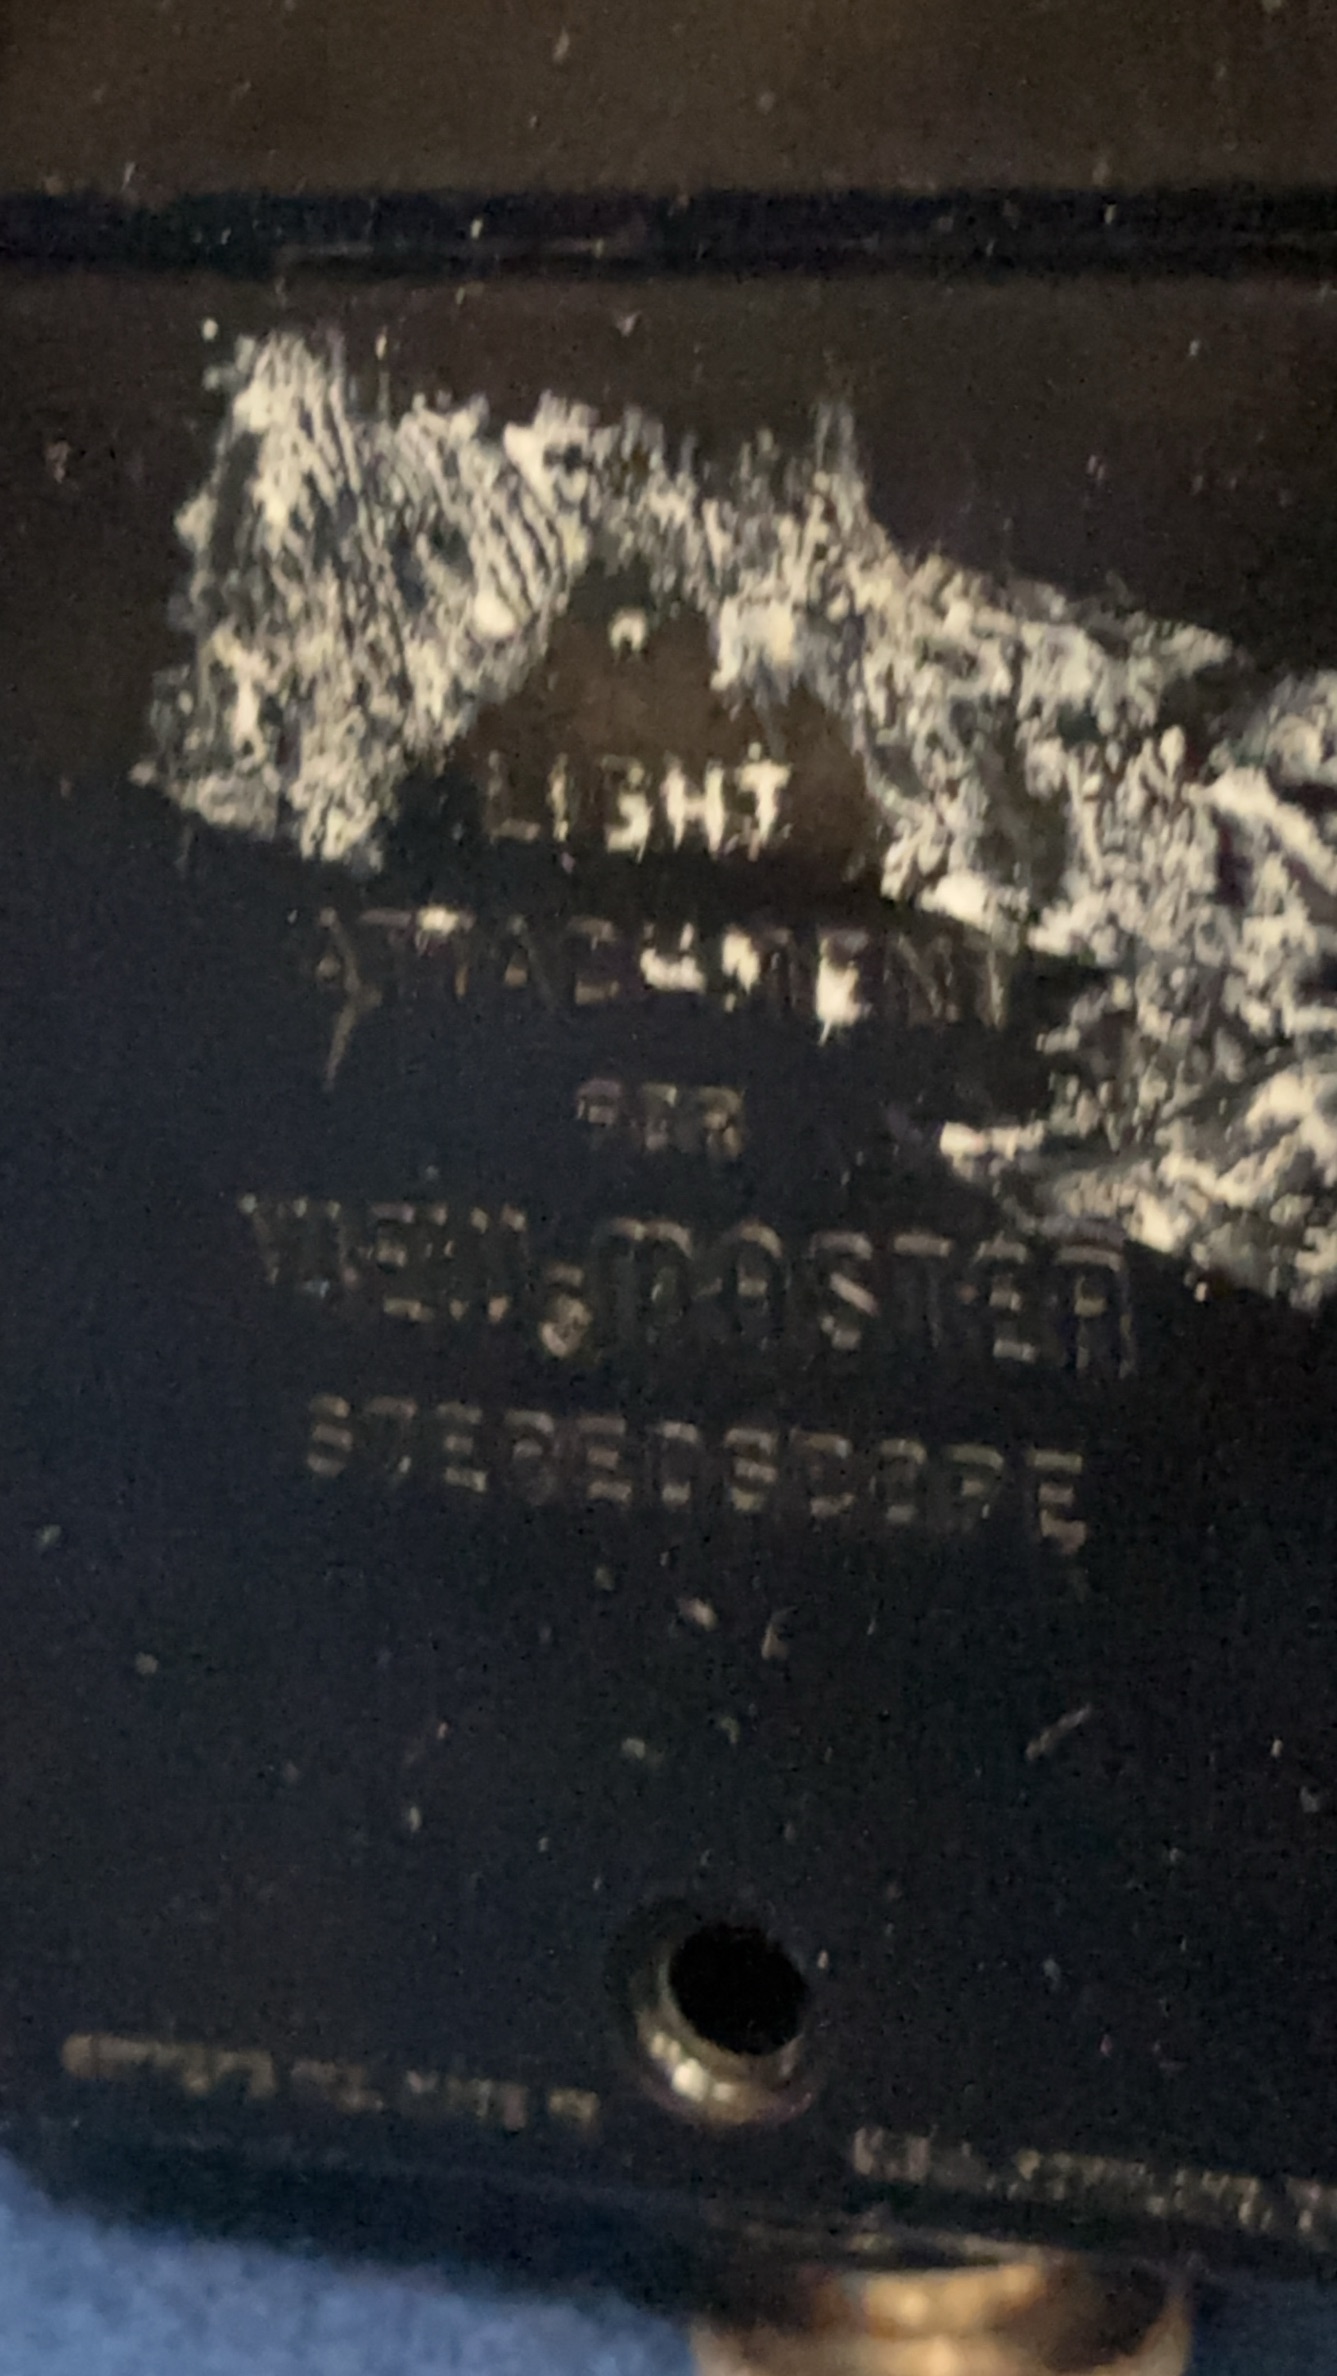 LIGHT
ATTACHMENT
FOR
VIEW-MASTER
STEREOSCOPE